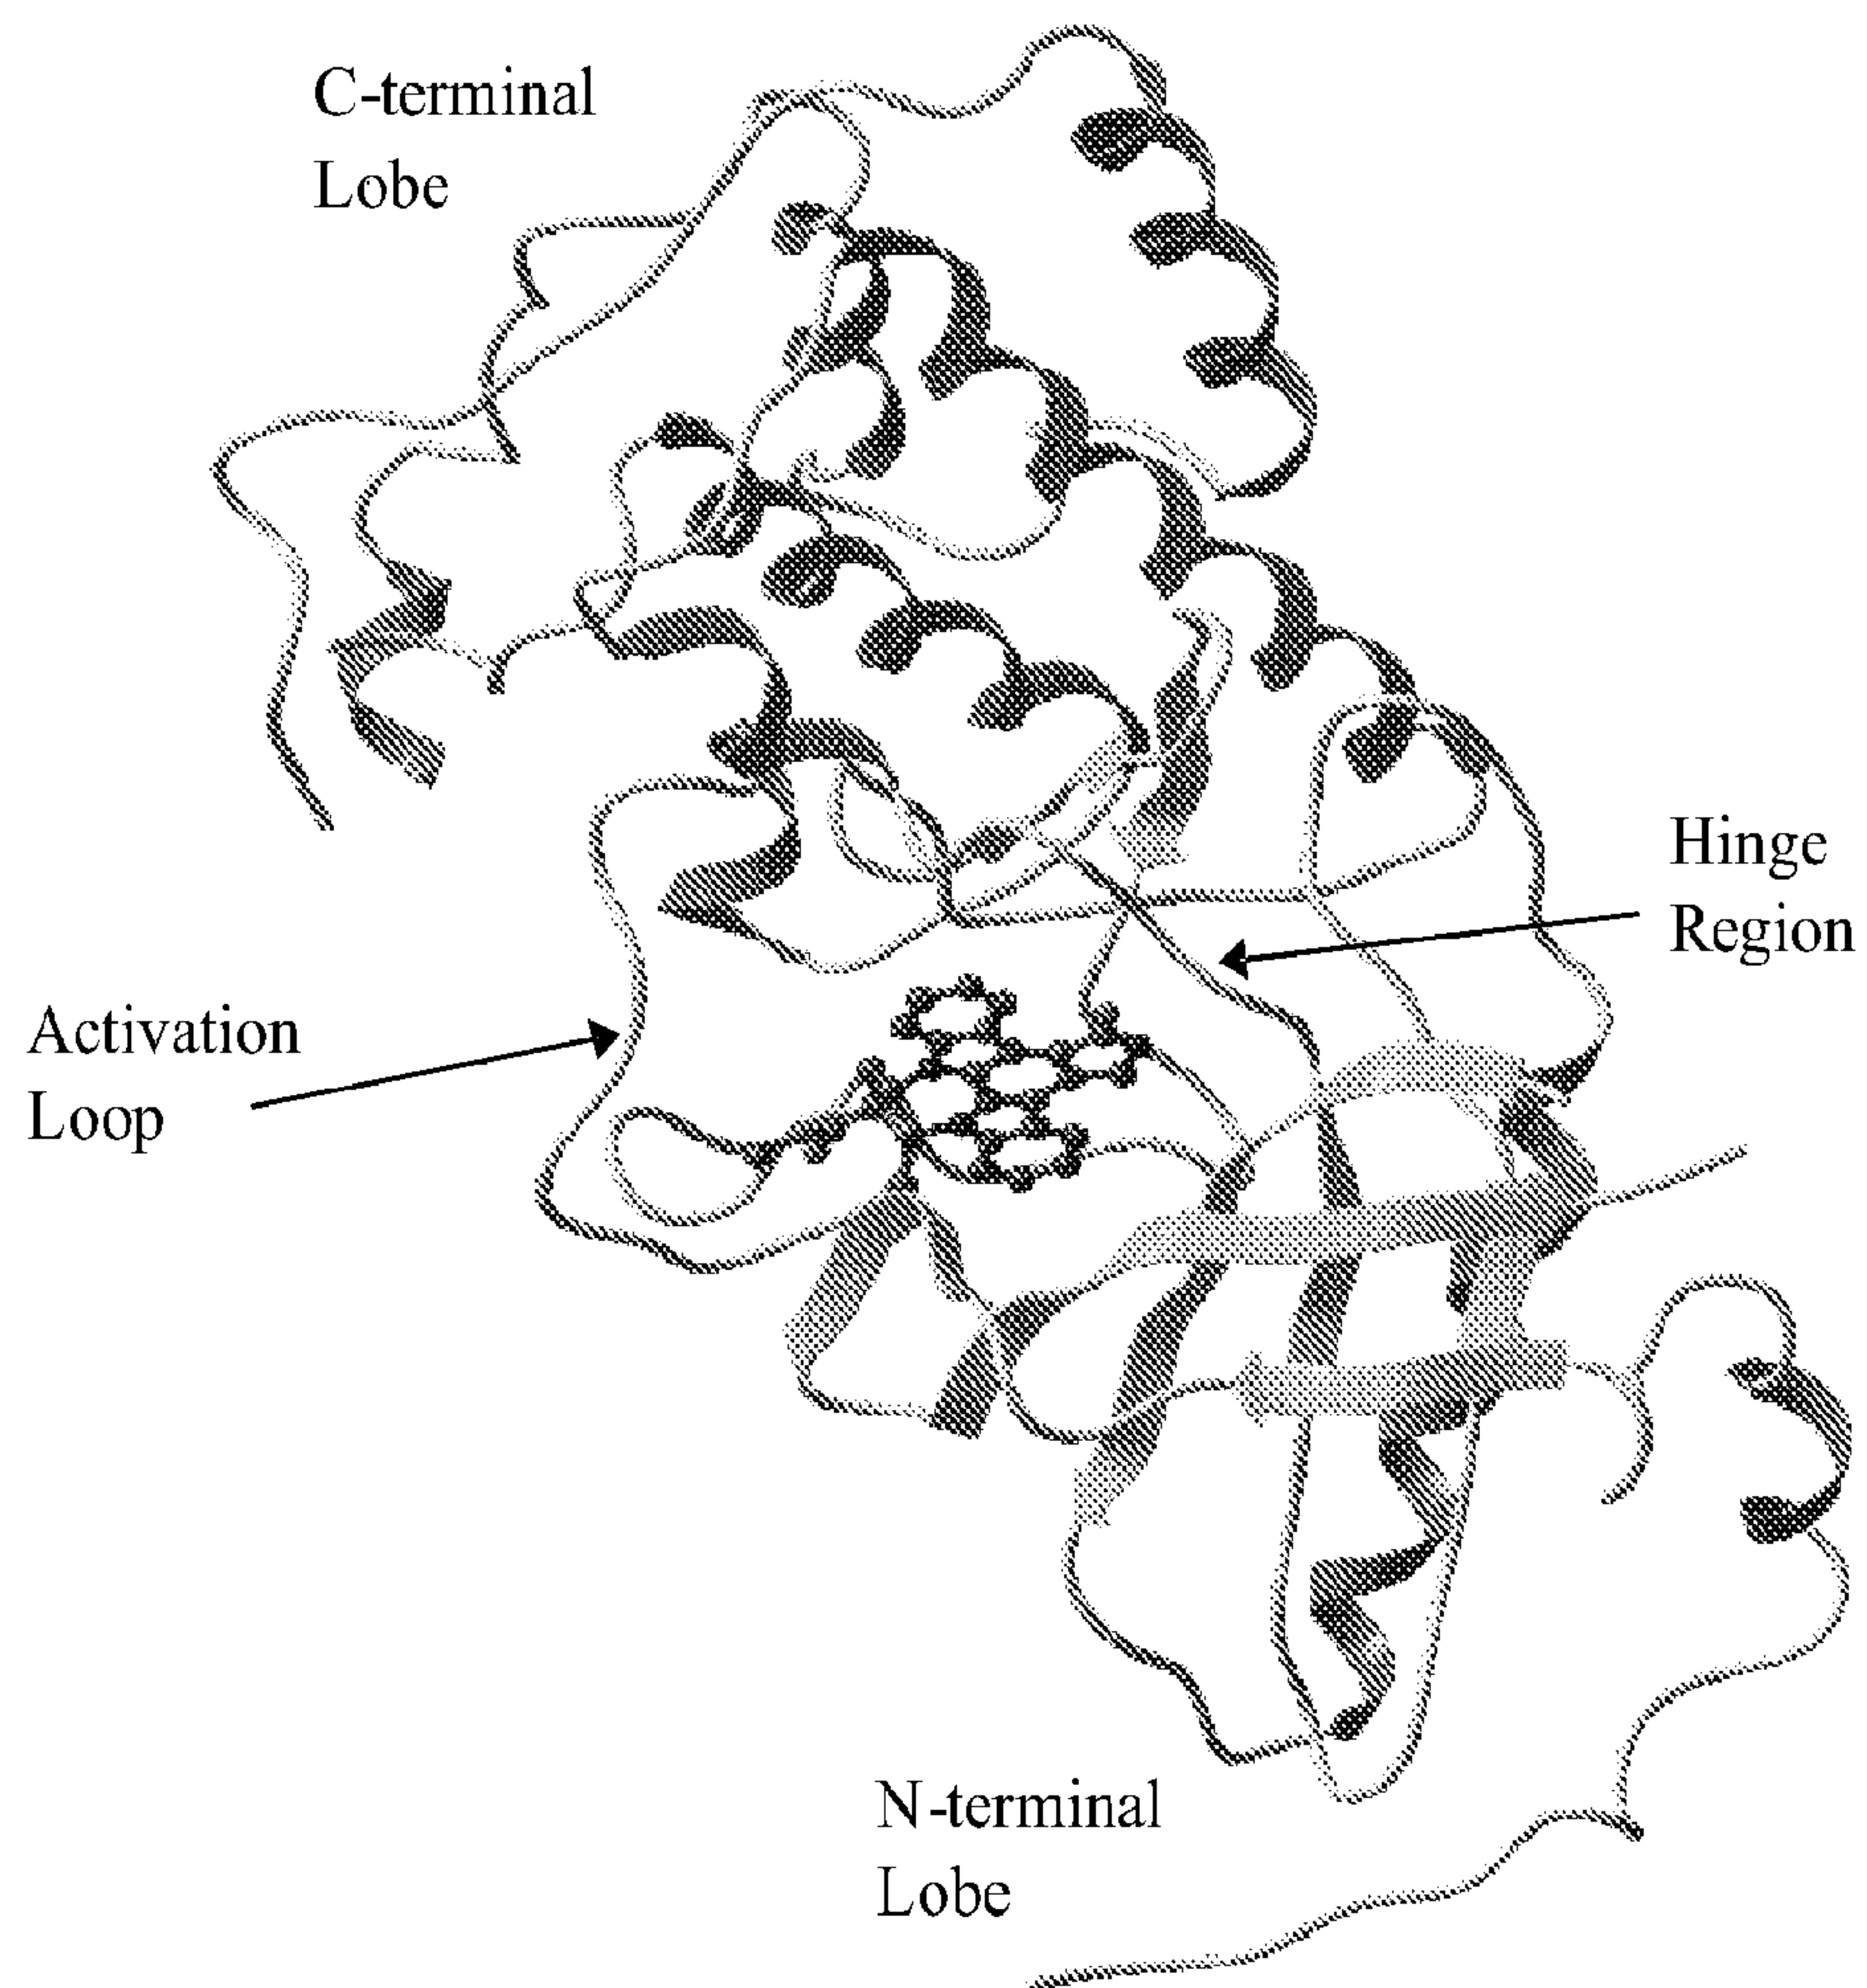 C-terminal
Lobe
Hinge
Region
Activation
Loop
N-terminal
Lobe